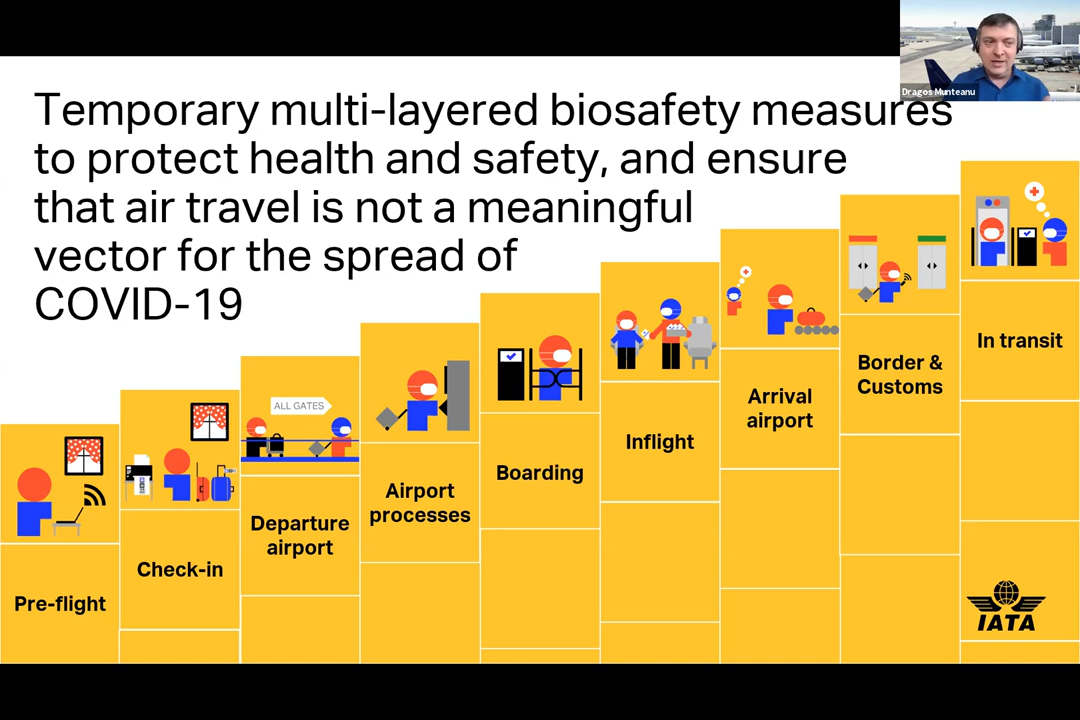 Dragos Munteanu
Temporary multi-layered biosafety measures
to protect health and safety, and ensure
that air travel is not a meaningful
vector for the spread of
COVID-19
Pre-flight
Check-in
ALL GATES
Departure
airport
Airport
processes
Boarding
Inflight
Arrival
airport
Border &
Customs
In transit
IATA